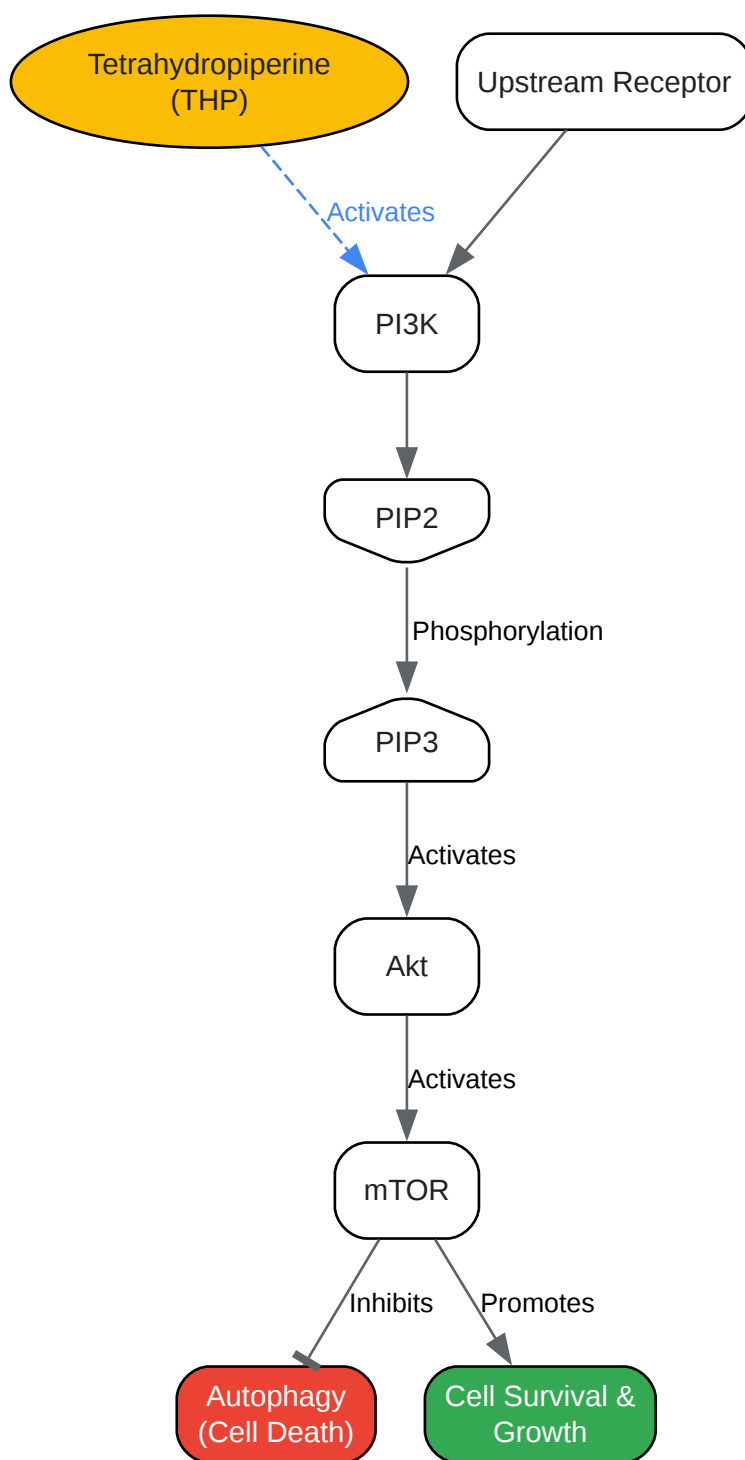 Tetrahydropiperine
(THP)
Upstream Receptor
Activates
PI3K
PIP2
Phosphorylation
PIP3
Activates
Akt
Activates
mTOR
Inhibits
Promotes
Autophagy
(Cell Death)
Cell Survival &
Growth